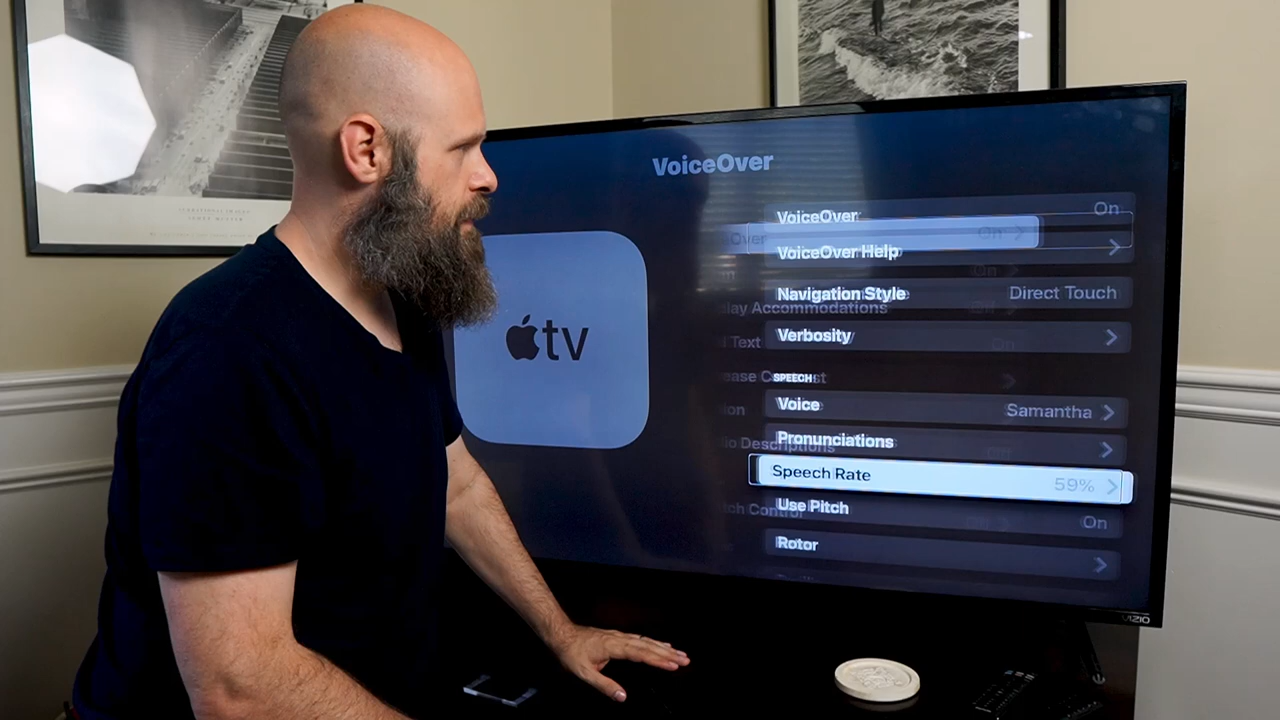 VoiceOver
tv
VoiceOver On
VoiceOver Help
Navigation Style Direct Touch
Verbosity
SPEECH
Voice Samantha
Pronunciations
Speech Rate 59%
Use Pitch On
Rotor
VIZIO